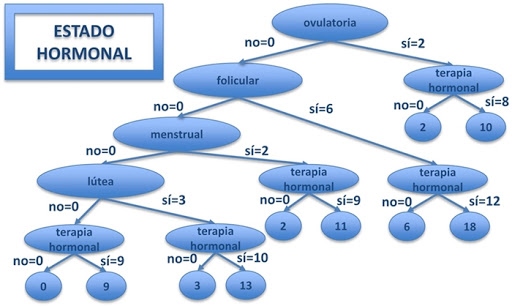 ESTADO
HORMONAL
ovulatoria
no=0
sí=2
folicular
terapia
hormonal
no=0
sí=6
no=0
sí=8
menstrual
2
10
no=0
sí=2
lútea
terapia
hormonal
terapia
hormonal
no=0
sí=3
no=0
sí=9
no=0
sí=12
terapia
hormonal
terapia
hormonal
2
11
6
18
no=0
sí=9
no=0
sí=10
0
9
3
13